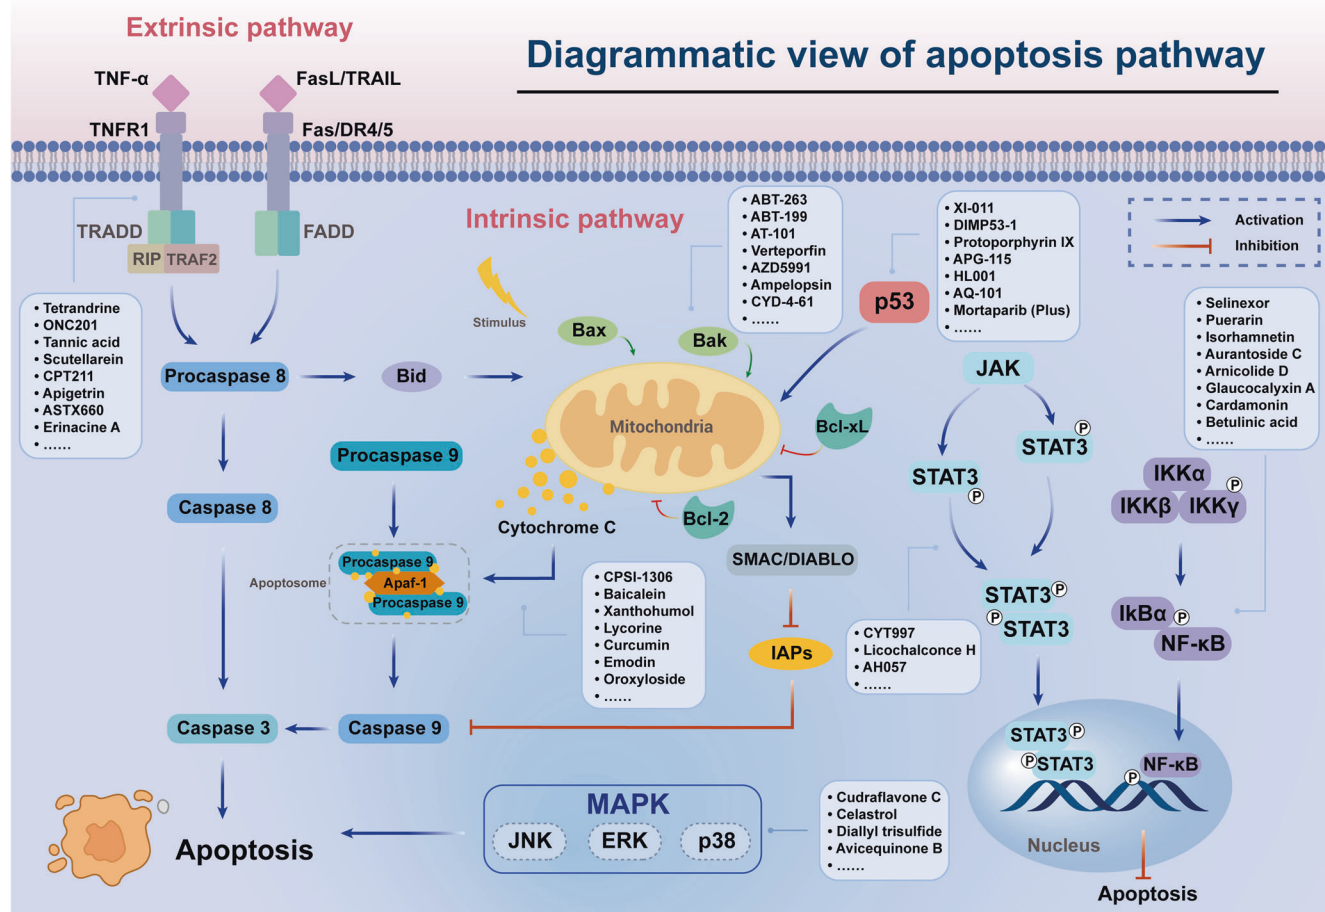 Extrinsic pathway
Diagrammatic view of apoptosis pathway
TNF-α
FasL/TRAIL
TNFR1
Fas/DR4/5
TRADD
FADD
RIP
TRAF2
• Tetrandrine
• ONC201
• Tannic acid
• Scutellarein
• CPT211
• Apigetrin
• ASTX660
• Erinacine A
• ......
Intrinsic pathway
Stimulus
• ABT-263
• ABT-199
• AT-101
• Verteporfin
• AZD5991
• Ampelopsin
• CYD-4-61
• ......
p53
• XI-011
• DIMP53-1
• Protoporphyrin IX
• APG-115
• HL001
• AQ-101
• Mortaparib (Plus)
• ......
Activation
Inhibition
Bax
Bak
Procaspase 8
Bid
Mitochondria
Bcl-xL
Bcl-2
Procaspase 9
Cytochrome C
Caspase 8
SMAC/DIABLO
Apoptosome
Procaspase 9
Apaf-1
Procaspase 9
• CPSI-1306
• Baicalein
• Xanthohumol
• Lycorine
• Curcumin
• Emodin
• Oroxyloside
• ......
IAPs
Caspase 3
Caspase 9
JAK
STAT3
P
STAT3
P
STAT3
P
P
STAT3
• CYT997
• Licochalconce H
• AH057
• ......
• Selinexor
• Puerarin
• Isorhamnetin
• Aurantoside C
• Arnicolide D
• Glaucocalyxin A
• Cardamonin
• Betulinic acid
• ......
IKKα
IKKβ
IKKγ
P
IkBα
P
NF-κB
STAT3
P
P
STAT3
NF-κB
P
Nucleus
Apoptosis
MAPK
JNK
ERK
p38
• Cudraflavone C
• Celastrol
• Diallyl trisulfide
• Avicequinone B
• ......
Apoptosis